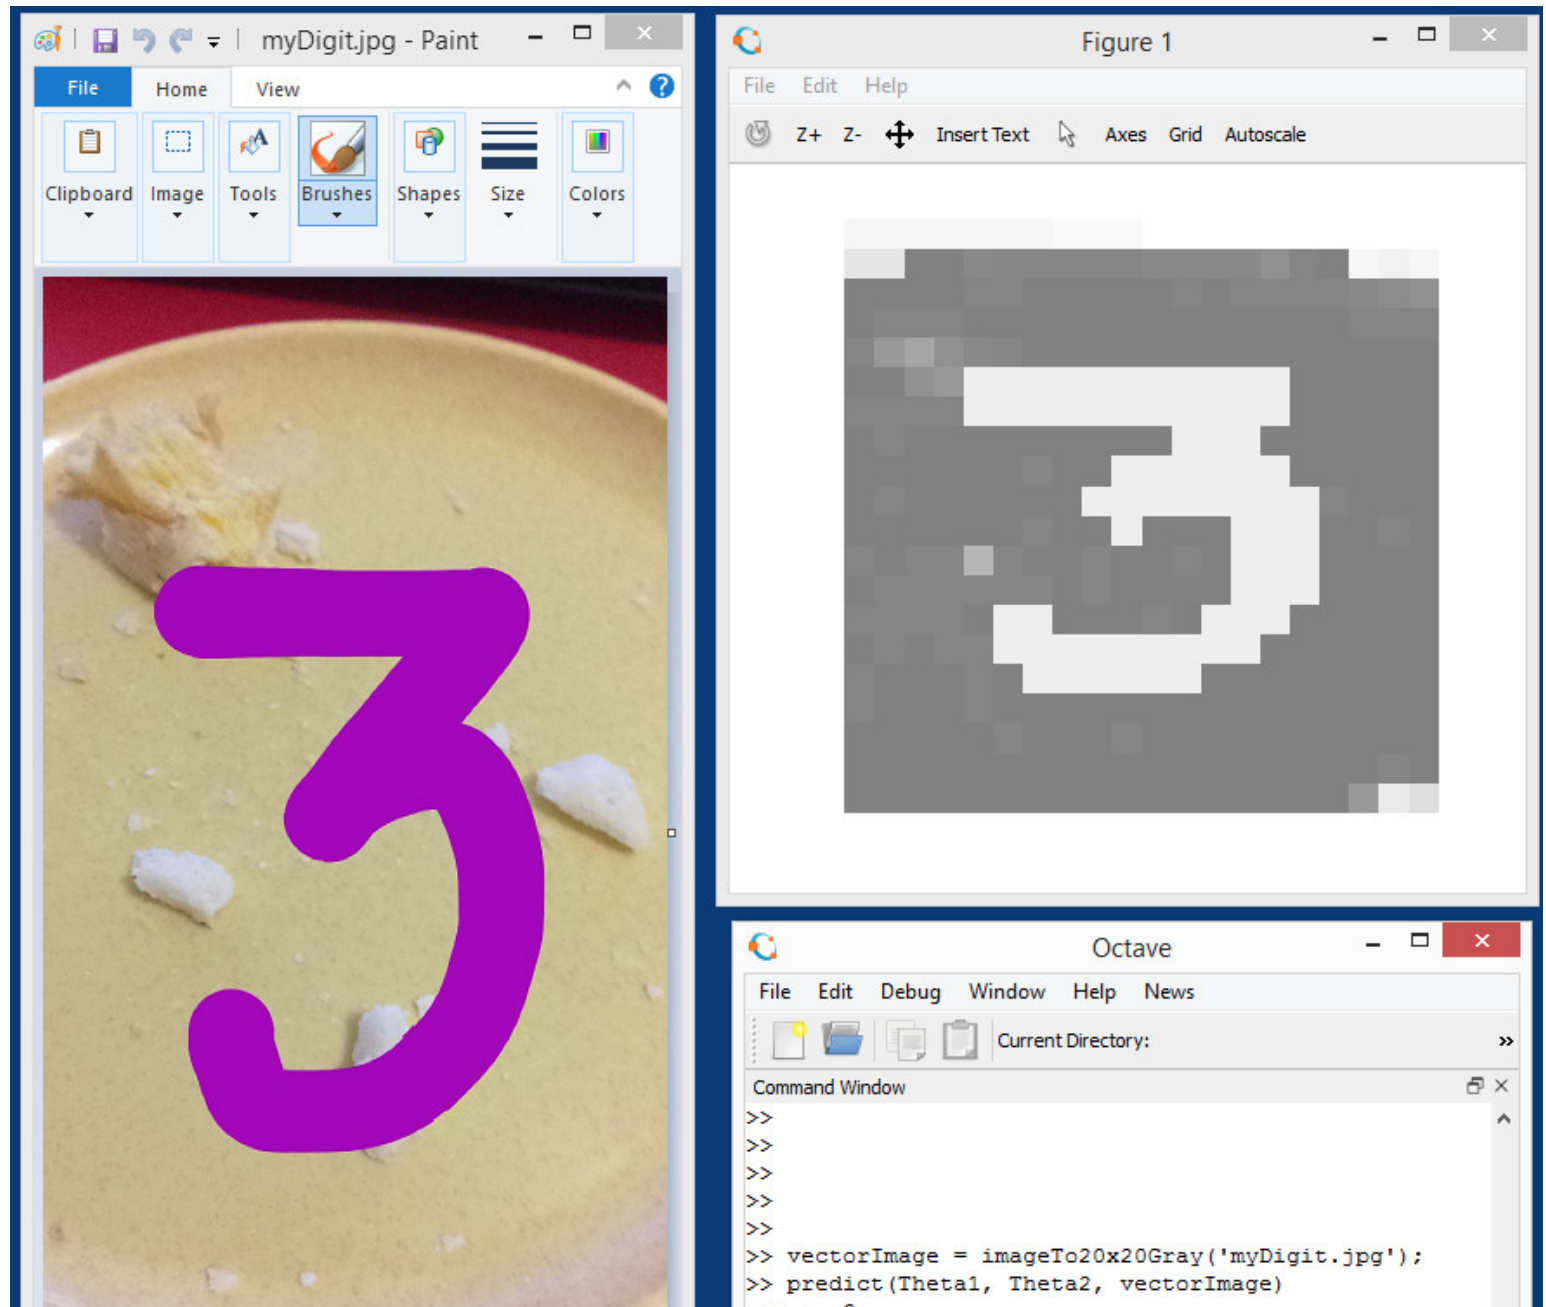 myDigit.jpg - Paint
File Home View
Clipboard Image Tools Brushes Shapes Size Colors
3
Figure 1
File Edit Help
Z+ Z- Insert Text Axes Grid Autoscale
3
Octave
File Edit Debug Window Help News
Current Directory:
Command Window
>>
>>
>>
>>
>>
>> vectorImage = imageTo20x20Gray('myDigit.jpg');
>> predict(Theta1, Theta2, vectorImage)